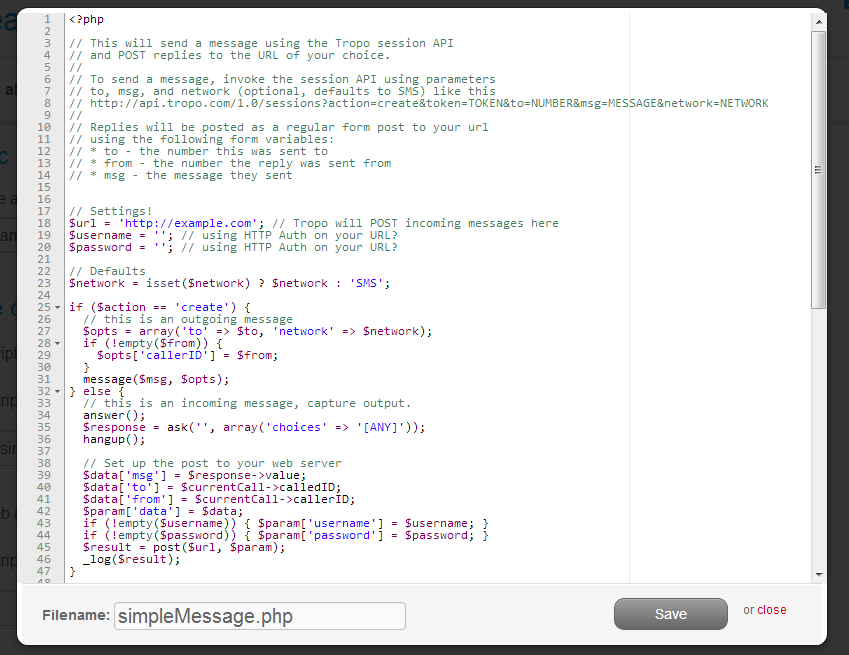 1 <?php
2
3 // This will send a message using the Tropo session API
4 // and POST replies to the URL of your choice.
5 //
6 // To send a message, invoke the session API using parameters
7 // to, msg, and network (optional, defaults to SMS) like this
8 // http://api.tropo.com/1.0/sessions?action=create&token=TOKEN&to=NUMBER&msg=MESSAGE&network=NETWORK
9 //
10 // Replies will be posted as a regular form post to your url
11 // using the following form variables:
12 // * to - the number this was sent to
13 // * from - the number the reply was sent from
14 // * msg - the message they sent
15
16
17 // Settings!
18 $url = 'http://example.com'; // Tropo will POST incoming messages here
19 $username = ''; // using HTTP Auth on your URL?
20 $password = ''; // using HTTP Auth on your URL?
21
22 // Defaults
23 $network = isset($network) ? $network : 'SMS';
24
25 if ($action == 'create') {
26   // this is an outgoing message
27   $opts = array('to' => $to, 'network' => $network);
28   if (!empty($from)) {
29     $opts['callerID'] = $from;
30   }
31   message($msg, $opts);
32 } else {
33   // this is an incoming message, capture output.
34   answer();
35   $response = ask('', array('choices' => '[ANY]'));
36   hangup();
37
38   // Set up the post to your web server
39   $data['msg'] = $response->value;
40   $data['to'] = $currentCall->calledID;
41   $data['from'] = $currentCall->callerID;
42   $param['data'] = $data;
43   if (!empty($username)) { $param['username'] = $username; }
44   if (!empty($password)) { $param['password'] = $password; }
45   $result = post($url, $param);
46   _log($result);
47 }
48
Filename: simpleMessage.php
Save
or close